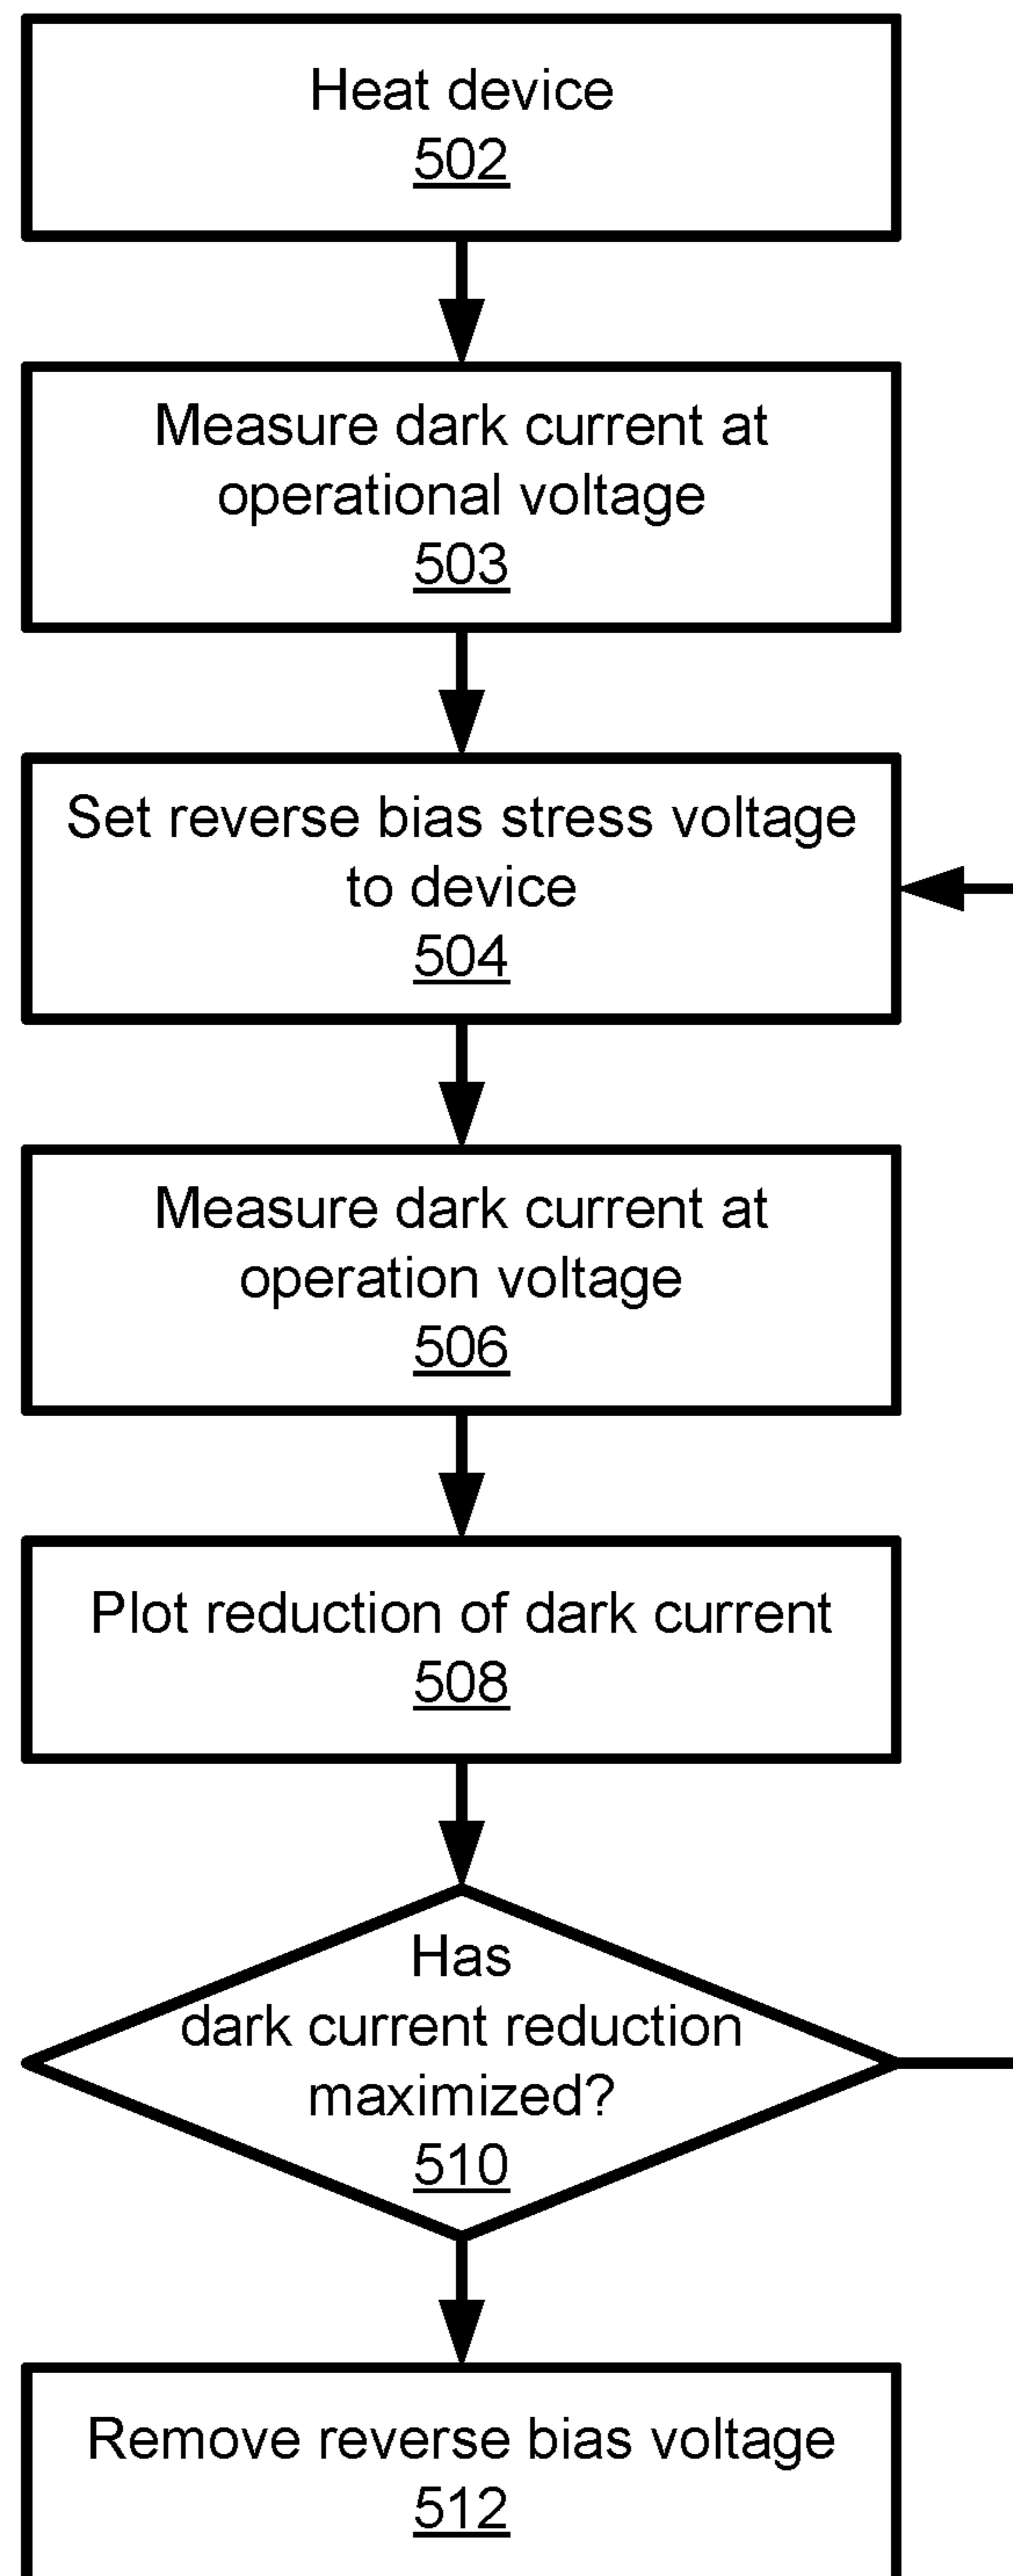 Heat device
502
Measure dark current at
operational voltage
503
Set reverse bias stress voltage
to device
504
Measure dark current at
operation voltage
506
Plot reduction of dark current
508
Has
dark current reduction
maximized?
510
Remove reverse bias voltage
512